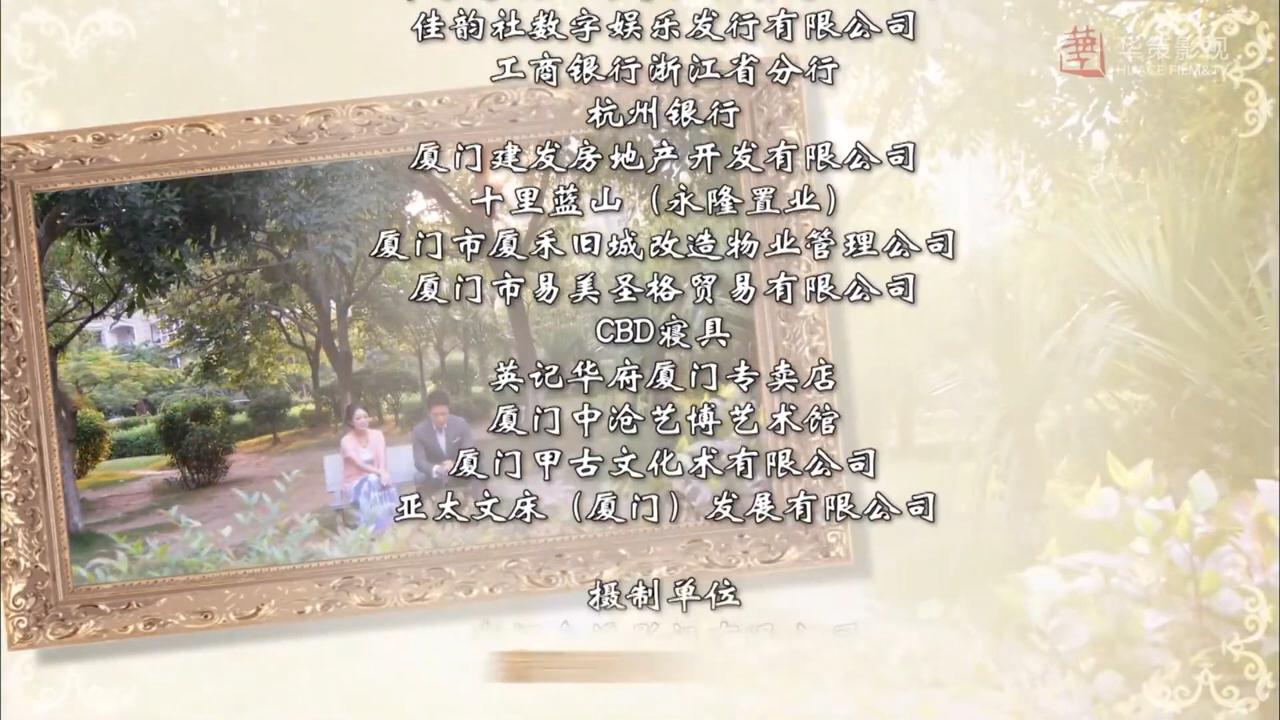 佳韵社数字娱乐发行有限公司
華 华策影视
HUACE FILM&TV
工商银行浙江省分行
杭州银行
厦门建发房地产开发有限公司
十里蓝山（永隆置业）
厦门市厦禾旧城改造物业管理公司
厦门市易美圣格贸易有限公司
CBD寝具
英记华府厦门专卖店
厦门中沧艺博艺术馆
厦门甲古文化术有限公司
亚太文床（厦门）发展有限公司
摄制单位